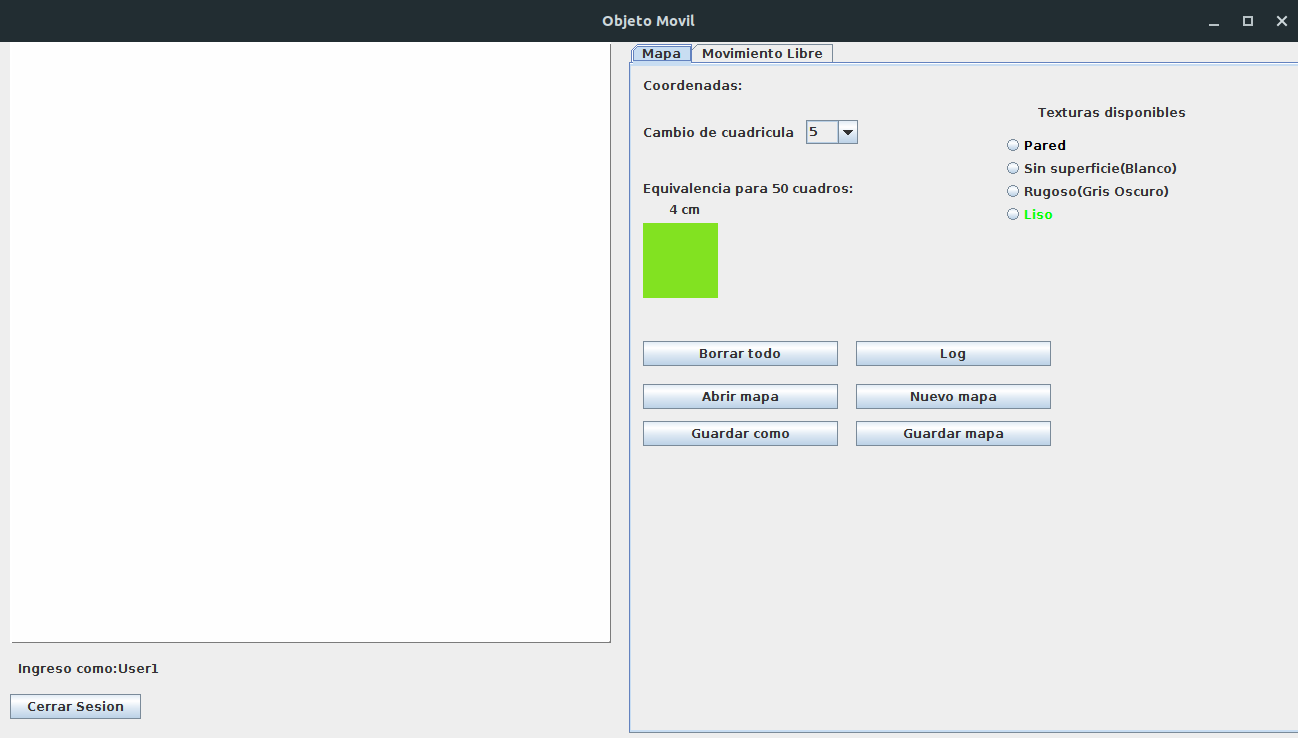 Objeto Movil
Mapa
Movimiento Libre
Coordenadas:
Cambio de cuadricula
5
Equivalencia para 50 cuadros:
4 cm
Texturas disponibles
Pared
Sin superficie(Blanco)
Rugoso(Gris Oscuro)
Liso
Borrar todo
Log
Abrir mapa
Nuevo mapa
Guardar como
Guardar mapa
Ingreso como:User1
Cerrar Sesion